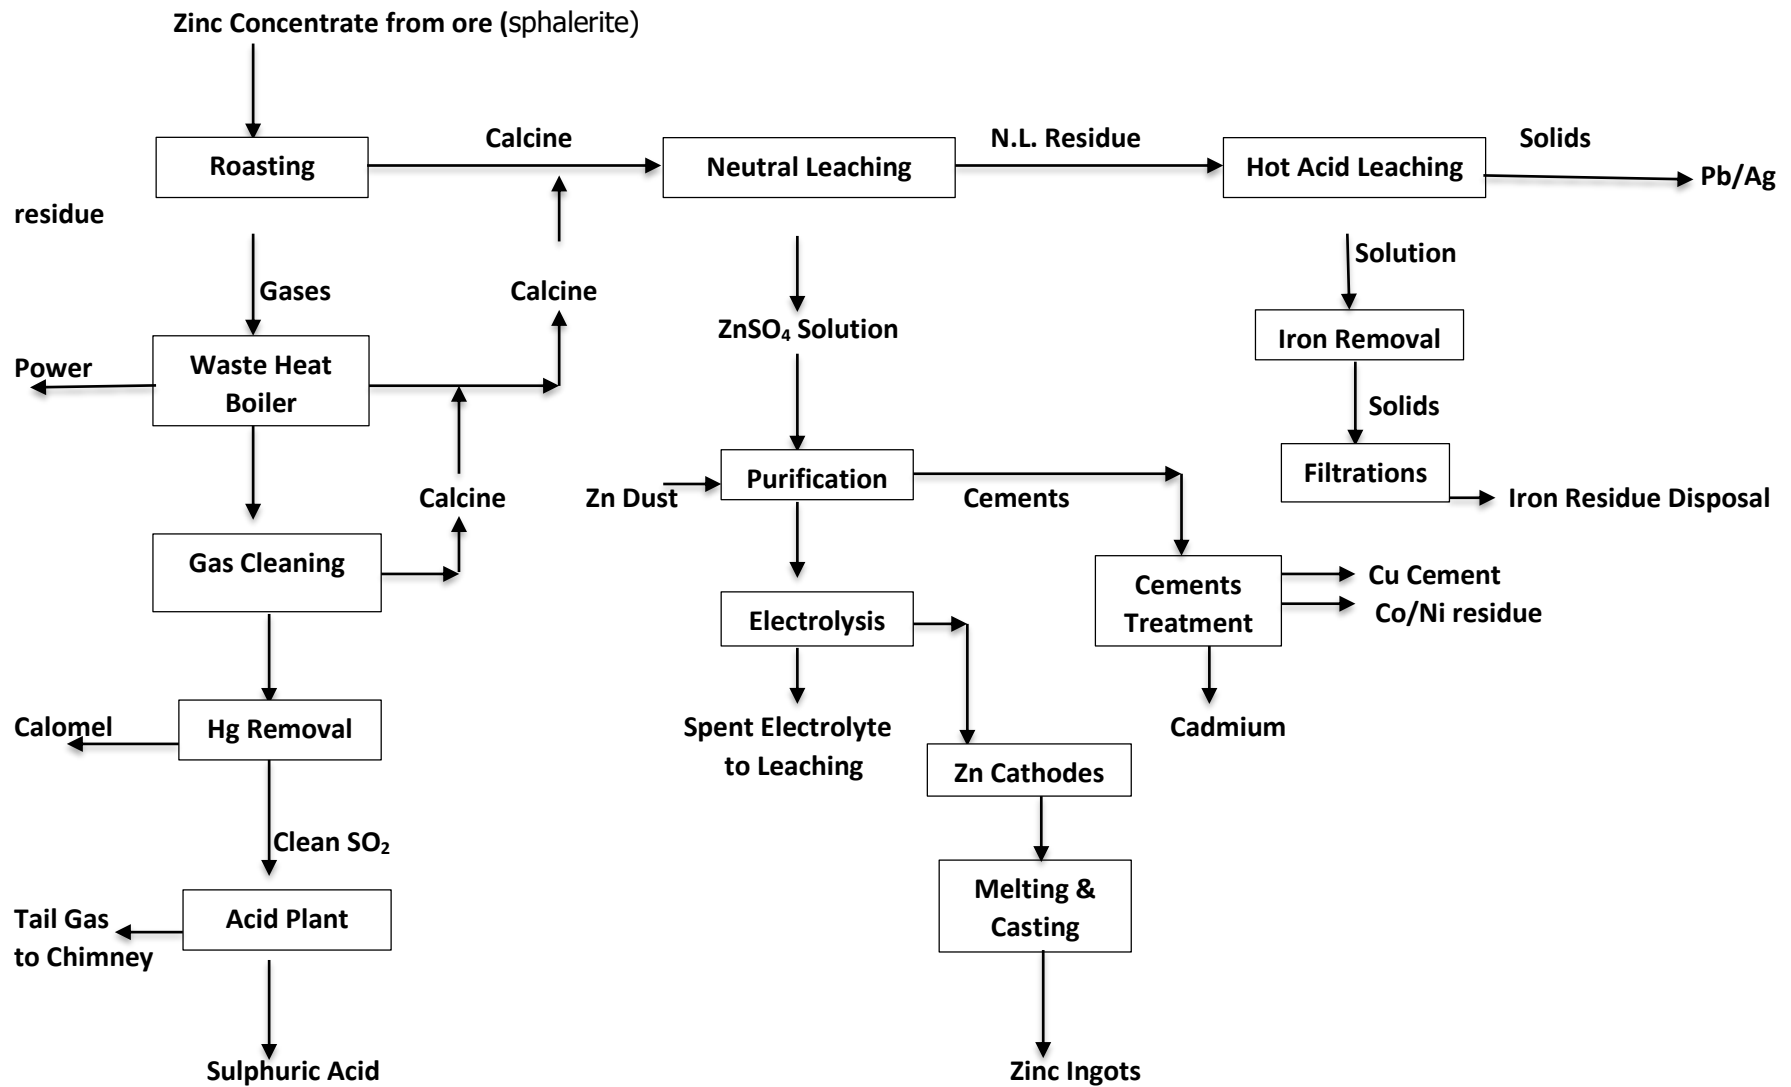 Zinc Concentrate from ore (sphalerite)
Calcine
N.L. Residue
Solids
Roasting
Neutral Leaching
Hot Acid Leaching
Pb/Ag
residue
Gases
Calcine
Solution
ZnSO₄ Solution
Iron Removal
Power
Waste Heat
Boiler
Solids
Calcine
Zn Dust
Purification
Cements
Filtrations
Iron Residue Disposal
Gas Cleaning
Electrolysis
Cements
Treatment
Cu Cement
Co/Ni residue
Calomel
Hg Removal
Spent Electrolyte
to Leaching
Cadmium
Zn Cathodes
Clean SO₂
Tail Gas
to Chimney
Acid Plant
Melting &
Casting
Sulphuric Acid
Zinc Ingots